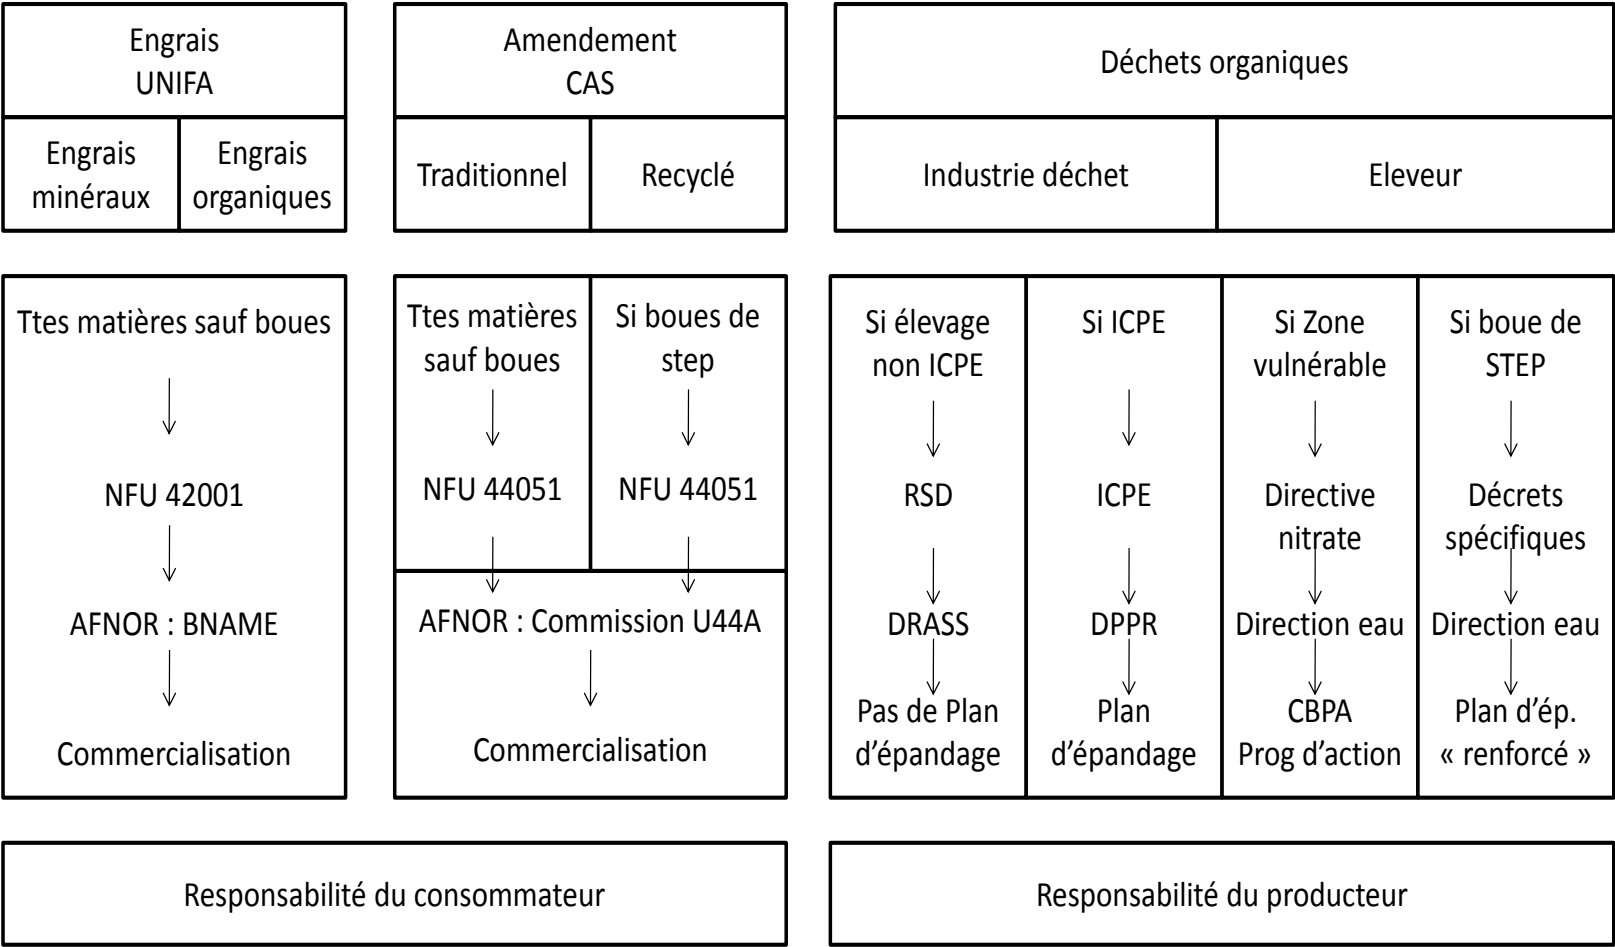 Engrais
UNIFA
Engrais
minéraux
Engrais
organiques
Amendement
CAS
Traditionnel
Recyclé
Déchets organiques
Industrie déchet
Eleveur
Ttes matières sauf boues
NFU 42001
AFNOR : BNAME
Commercialisation
Ttes matières
sauf boues
NFU 44051
Si boues de
step
NFU 44051
AFNOR : Commission U44A
Commercialisation
Si élevage
non ICPE
RSD
DRASS
Pas de Plan
d’épandage
Si ICPE
ICPE
DPPR
Plan
d’épandage
Si Zone
vulnérable
Directive
nitrate
Direction eau
CBPA
Prog d’action
Si boue de
STEP
Décrets
spécifiques
Direction eau
Plan d’ép.
« renforcé »
Responsabilité du consommateur
Responsabilité du producteur